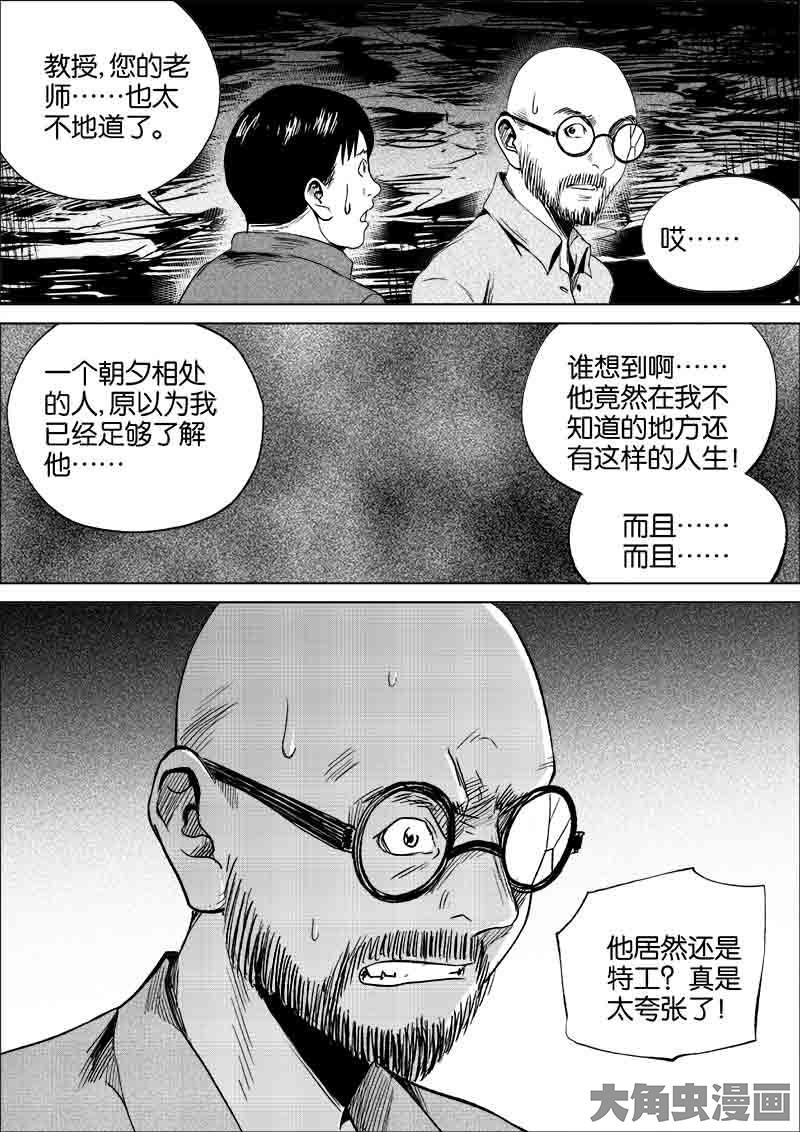 教授,您的老
师……也太
不地道了。
哎……
一个朝夕相处
的人,原以为我
已经足够了解
他……
谁想到啊……
他竟然在我不
知道的地方还
有这样的人生!
而且……
而且……
他居然还是
特工?真是
太夸张了!
大角虫漫画